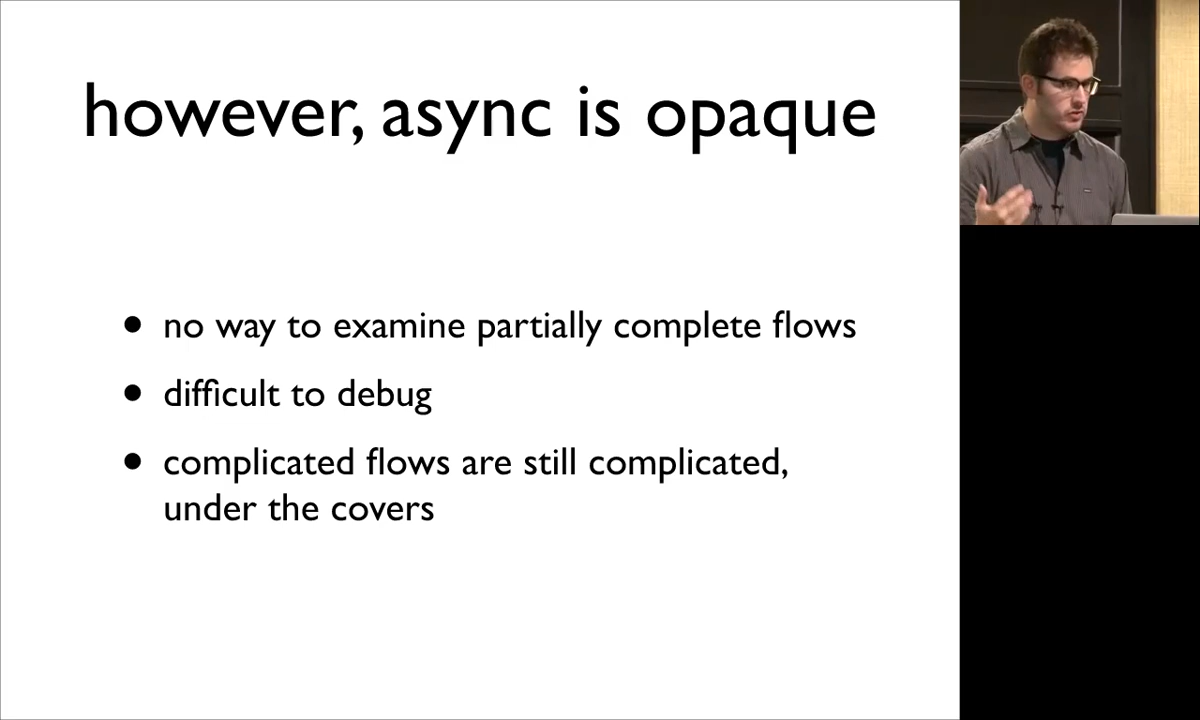 however, async is opaque
• no way to examine partially complete flows
• difficult to debug
• complicated flows are still complicated,
under the covers